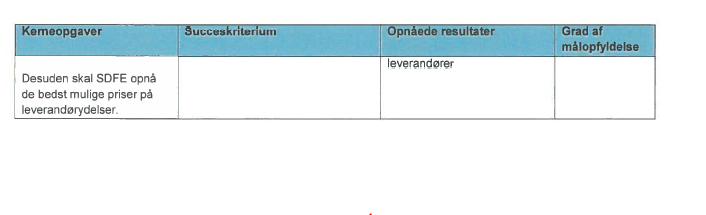 Kerneopgaver Succeskriterium Opnåede resultater Grad af
målopfyldelse
leverandører
Desuden skal SDFE opnå
de bedst mulige priser på
leverandørydelser.